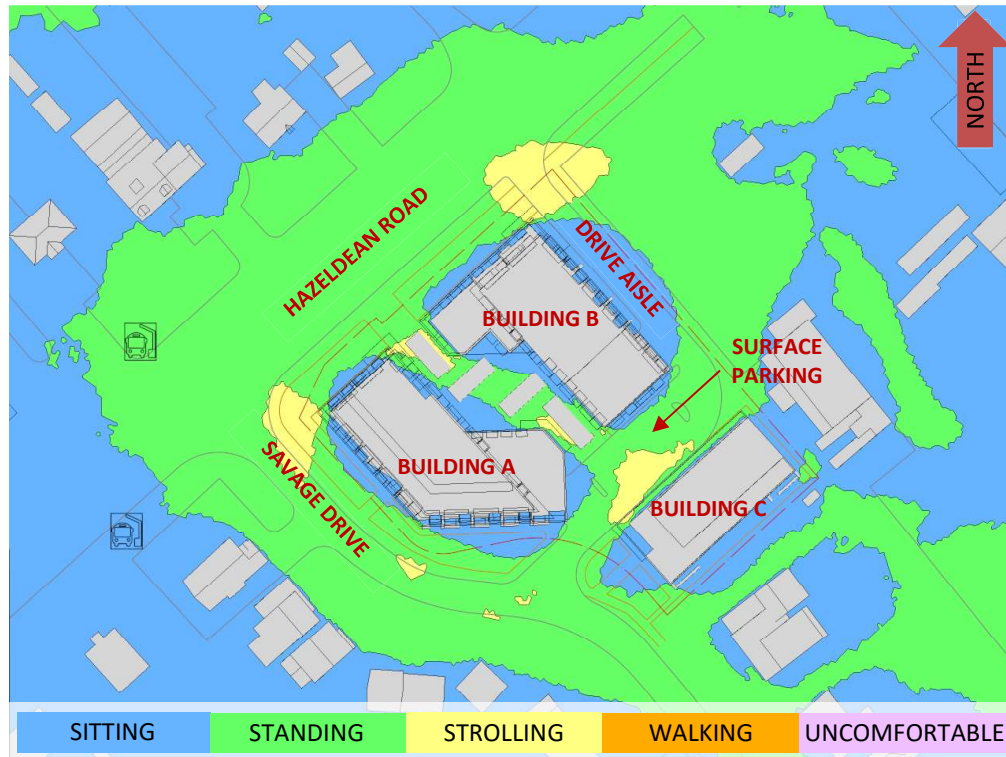 NORTH
HAZELDEAN ROAD
DRIVE AISLE
BUILDING B
SURFACE
PARKING
BUILDING A
SAVAGE DRIVE
BUILDING C
SITTING
STANDING
STROLLING
WALKING
UNCOMFORTABLE